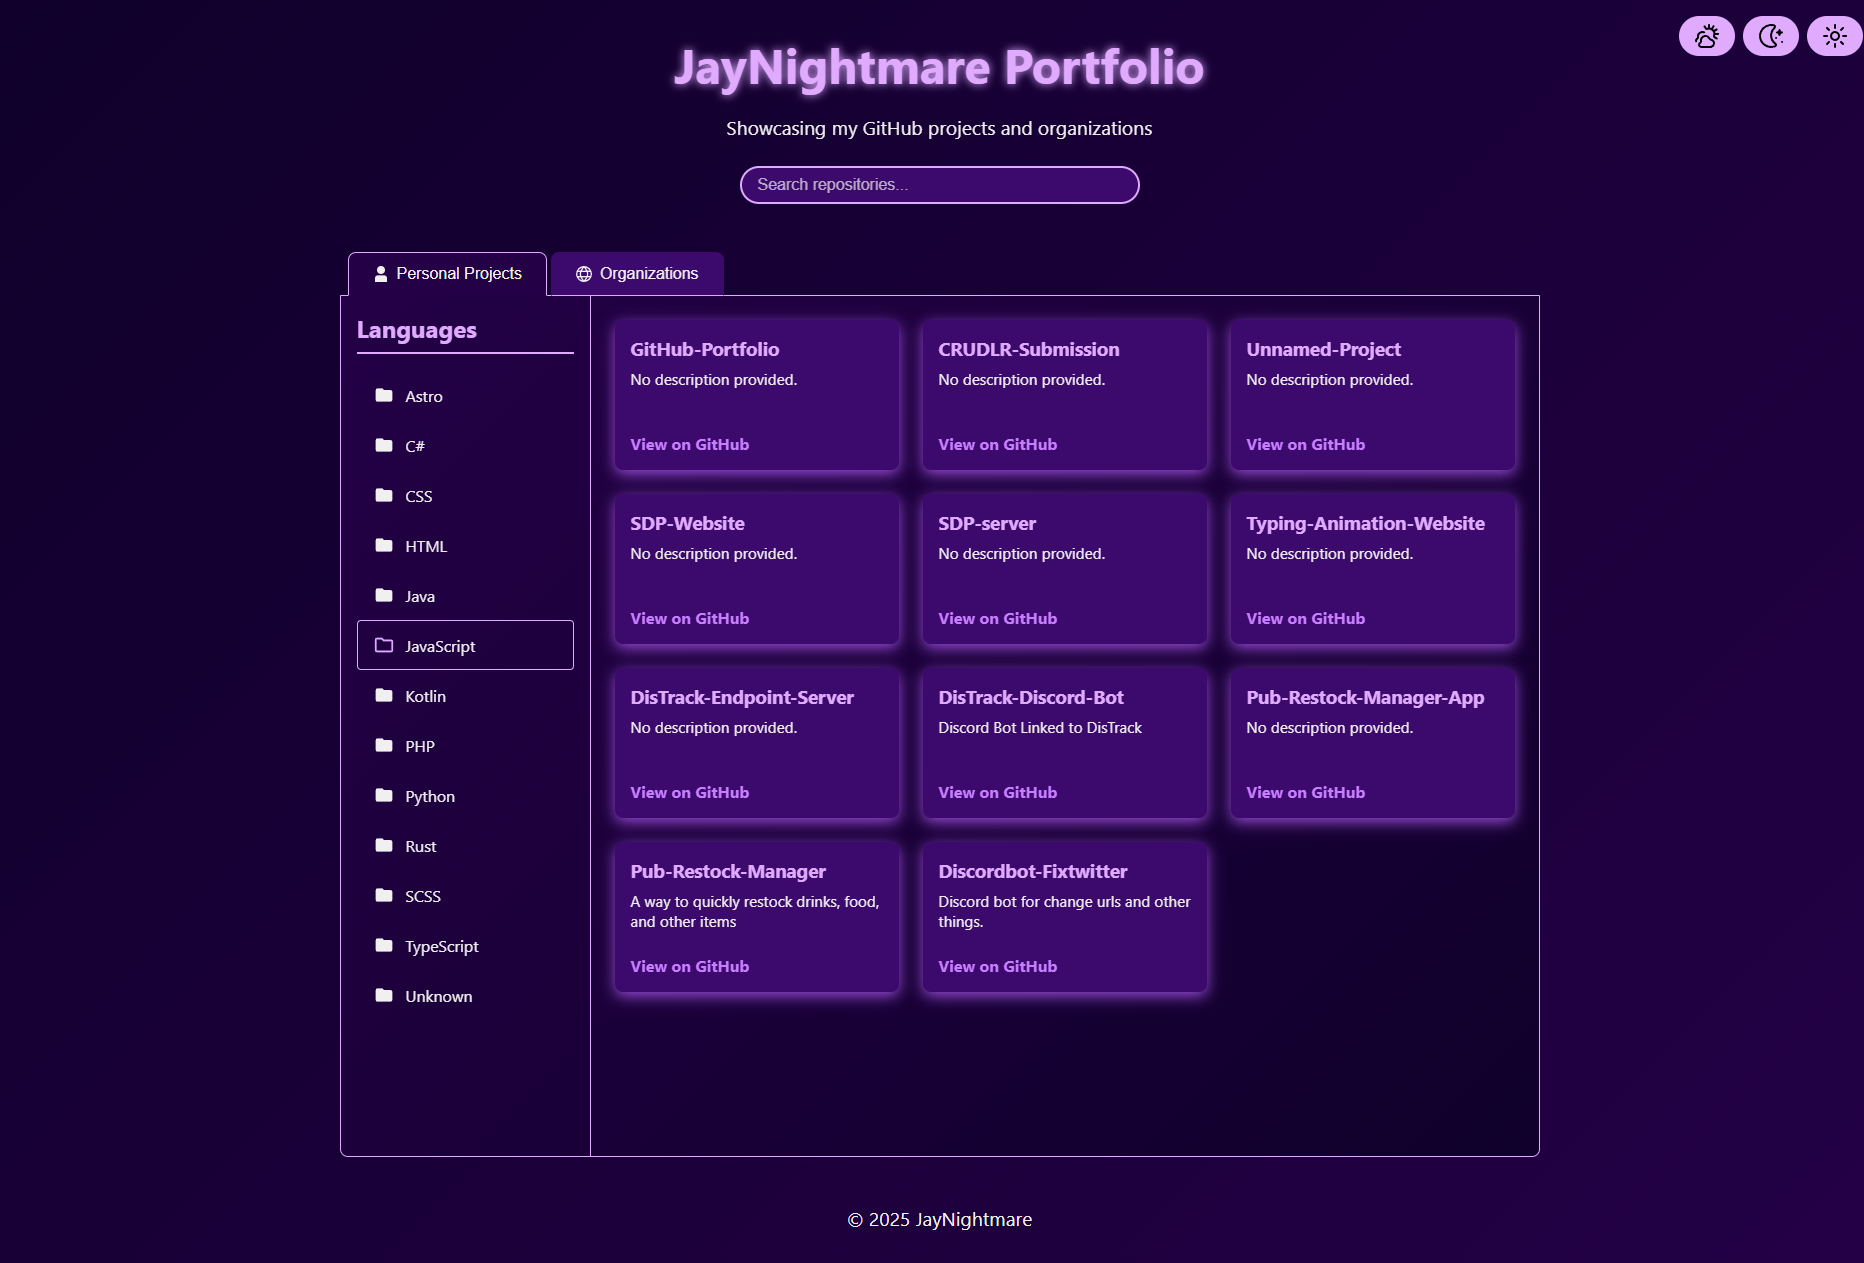 JayNightmare Portfolio
Showcasing my GitHub projects and organizations
Search repositories...
Personal Projects
Organizations
Languages
Astro
C#
CSS
HTML
Java
JavaScript
Kotlin
PHP
Python
Rust
SCSS
TypeScript
Unknown
GitHub-Portfolio
No description provided.
View on GitHub
CRUDLR-Submission
No description provided.
View on GitHub
Unnamed-Project
No description provided.
View on GitHub
SDP-Website
No description provided.
View on GitHub
SDP-server
No description provided.
View on GitHub
Typing-Animation-Website
No description provided.
View on GitHub
DisTrack-Endpoint-Server
No description provided.
View on GitHub
DisTrack-Discord-Bot
Discord Bot Linked to DisTrack
View on GitHub
Pub-Restock-Manager-App
No description provided.
View on GitHub
Pub-Restock-Manager
A way to quickly restock drinks, food,
and other items
View on GitHub
Discordbot-Fixtwitter
Discord bot for change urls and other
things.
View on GitHub
© 2025 JayNightmare